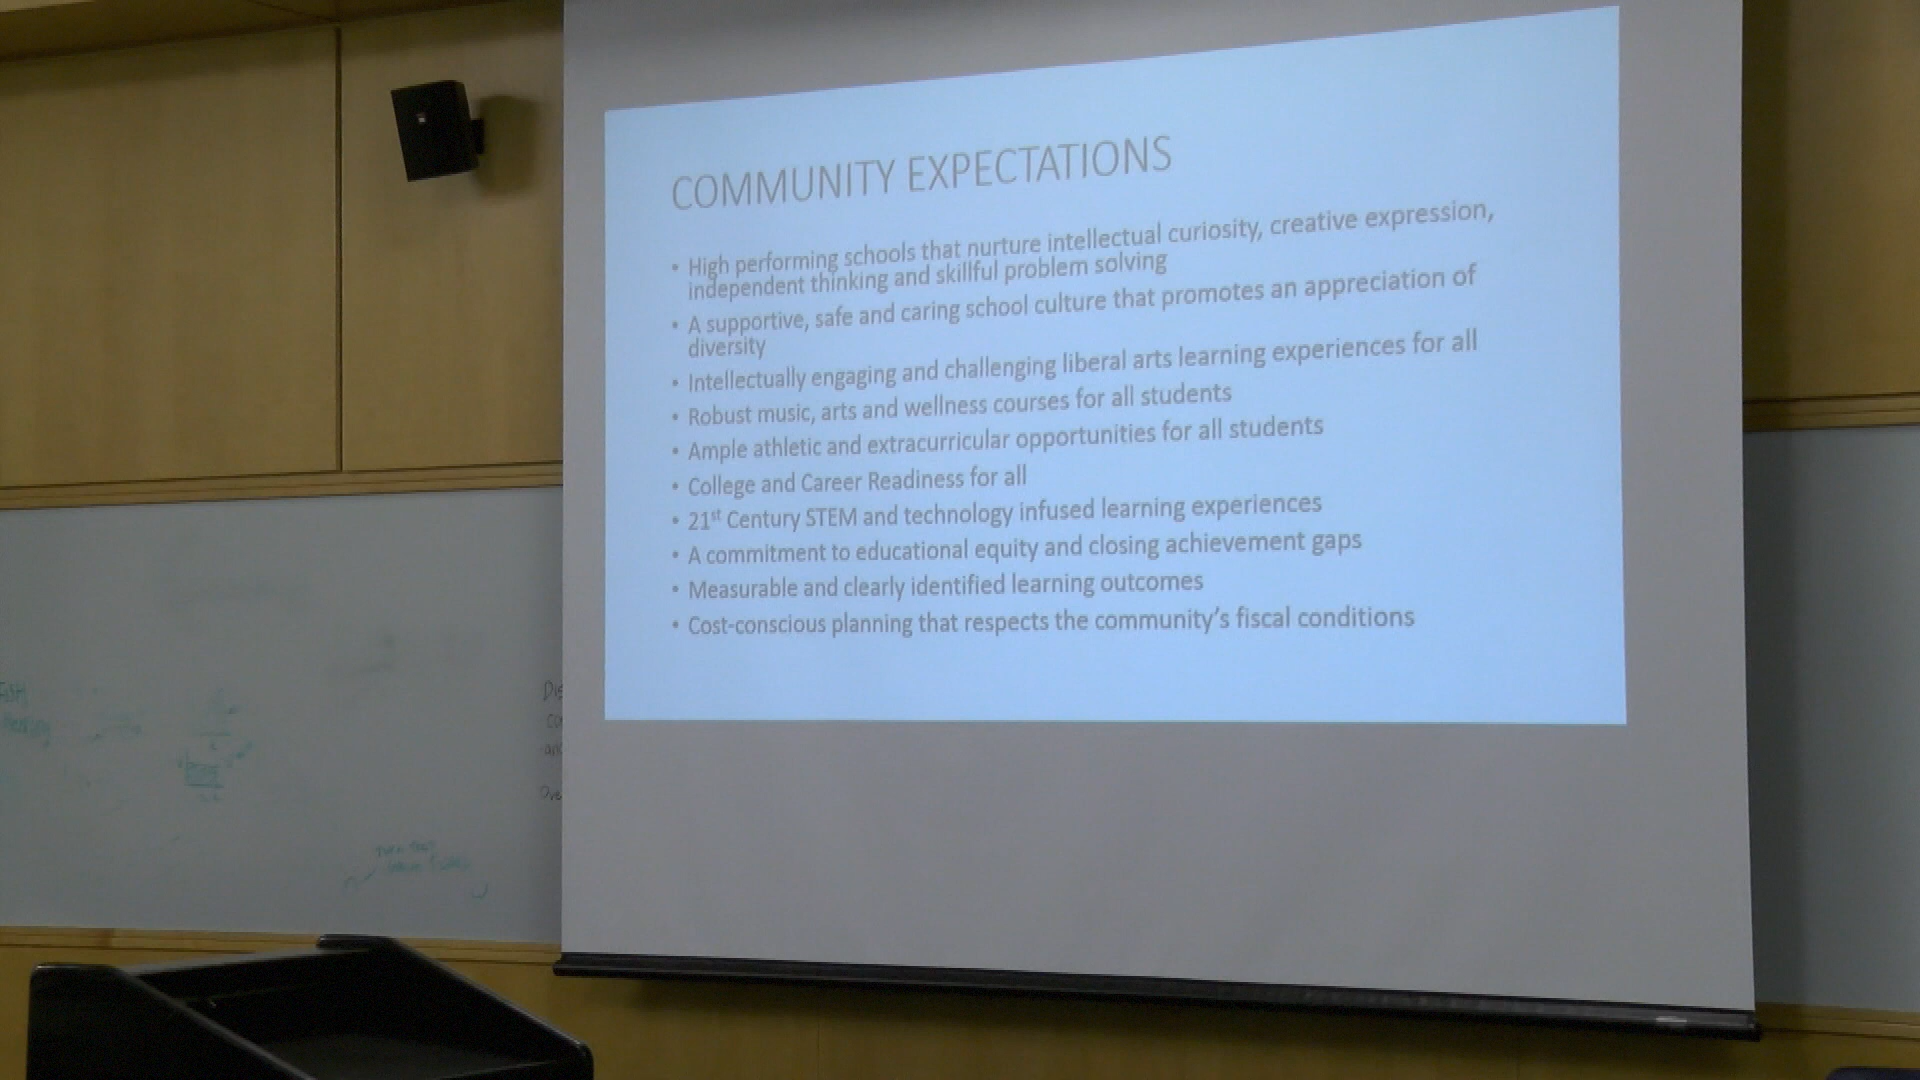 COMMUNITY EXPECTATIONS
• High performing schools that nurture intellectual curiosity, creative expression,
independent thinking and skillful problem solving
• A supportive, safe and caring school culture that promotes an appreciation of
diversity
• Intellectually engaging and challenging liberal arts learning experiences for all
• Robust music, arts and wellness courses for all students
• Ample athletic and extracurricular opportunities for all students
• College and Career Readiness for all
• 21st Century STEM and technology infused learning experiences
• A commitment to educational equity and closing achievement gaps
• Measurable and clearly identified learning outcomes
• Cost-conscious planning that respects the community's fiscal conditions